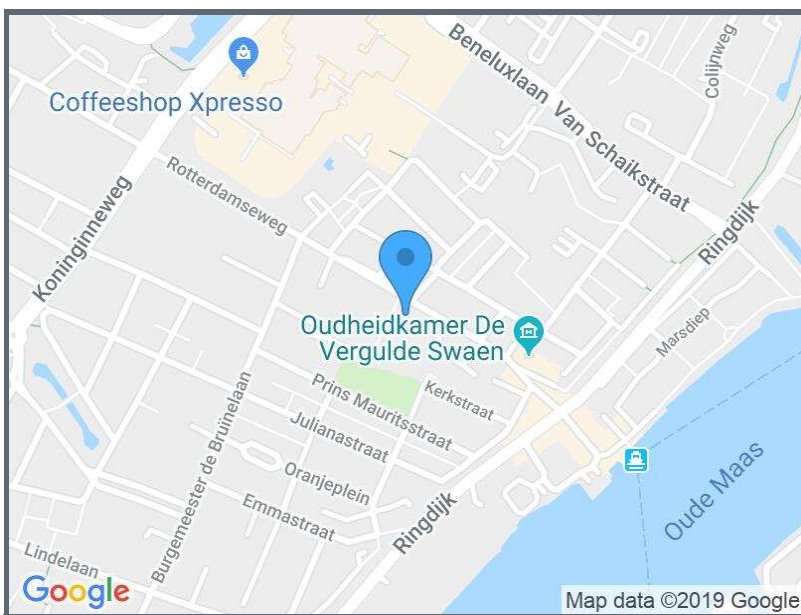 Beneluxlaan
Van Schaikstraat
Colijnweg
Coffeeshop Xpresso
Rotterdamseweg
Koninginneweg
Ringdijk
Oudheidkamer De
Vergulde Swaen
Marsdiep
Kerkstraat
Prins Mauritsstraat
Julianastraat
Burgemeester de Bruïnelaan
Oranjeplein
Emmastraat
Ringdijk
Oude Maas
Lindelaan
Google
Map data ©2019 Google